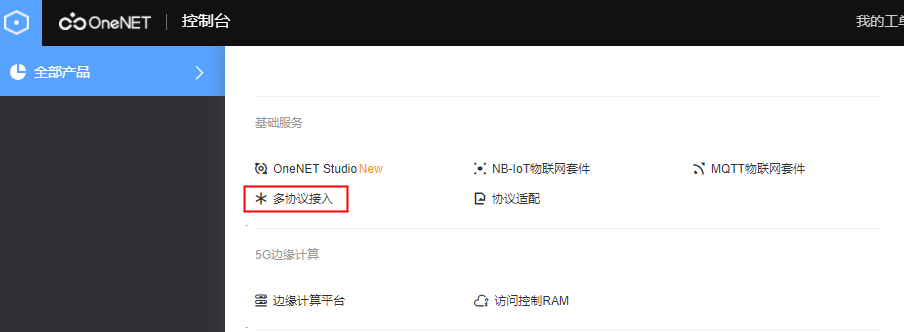 OneNET 控制台 我的工单
全部产品
基础服务
OneNET Studio New NB-IoT物联网套件 MQTT物联网套件
多协议接入 协议适配
5G边缘计算
边缘计算平台 访问控制RAM